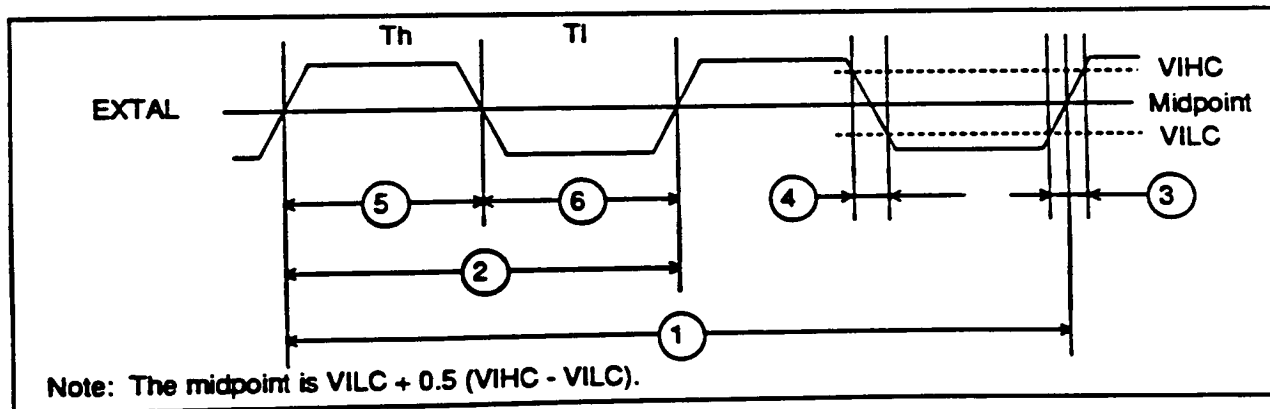 Th
Tl
VIHC
EXTAL
Midpoint
VILC
5
6
4
3
2
1
Note: The midpoint is VILC + 0.5 (VIHC - VILC).